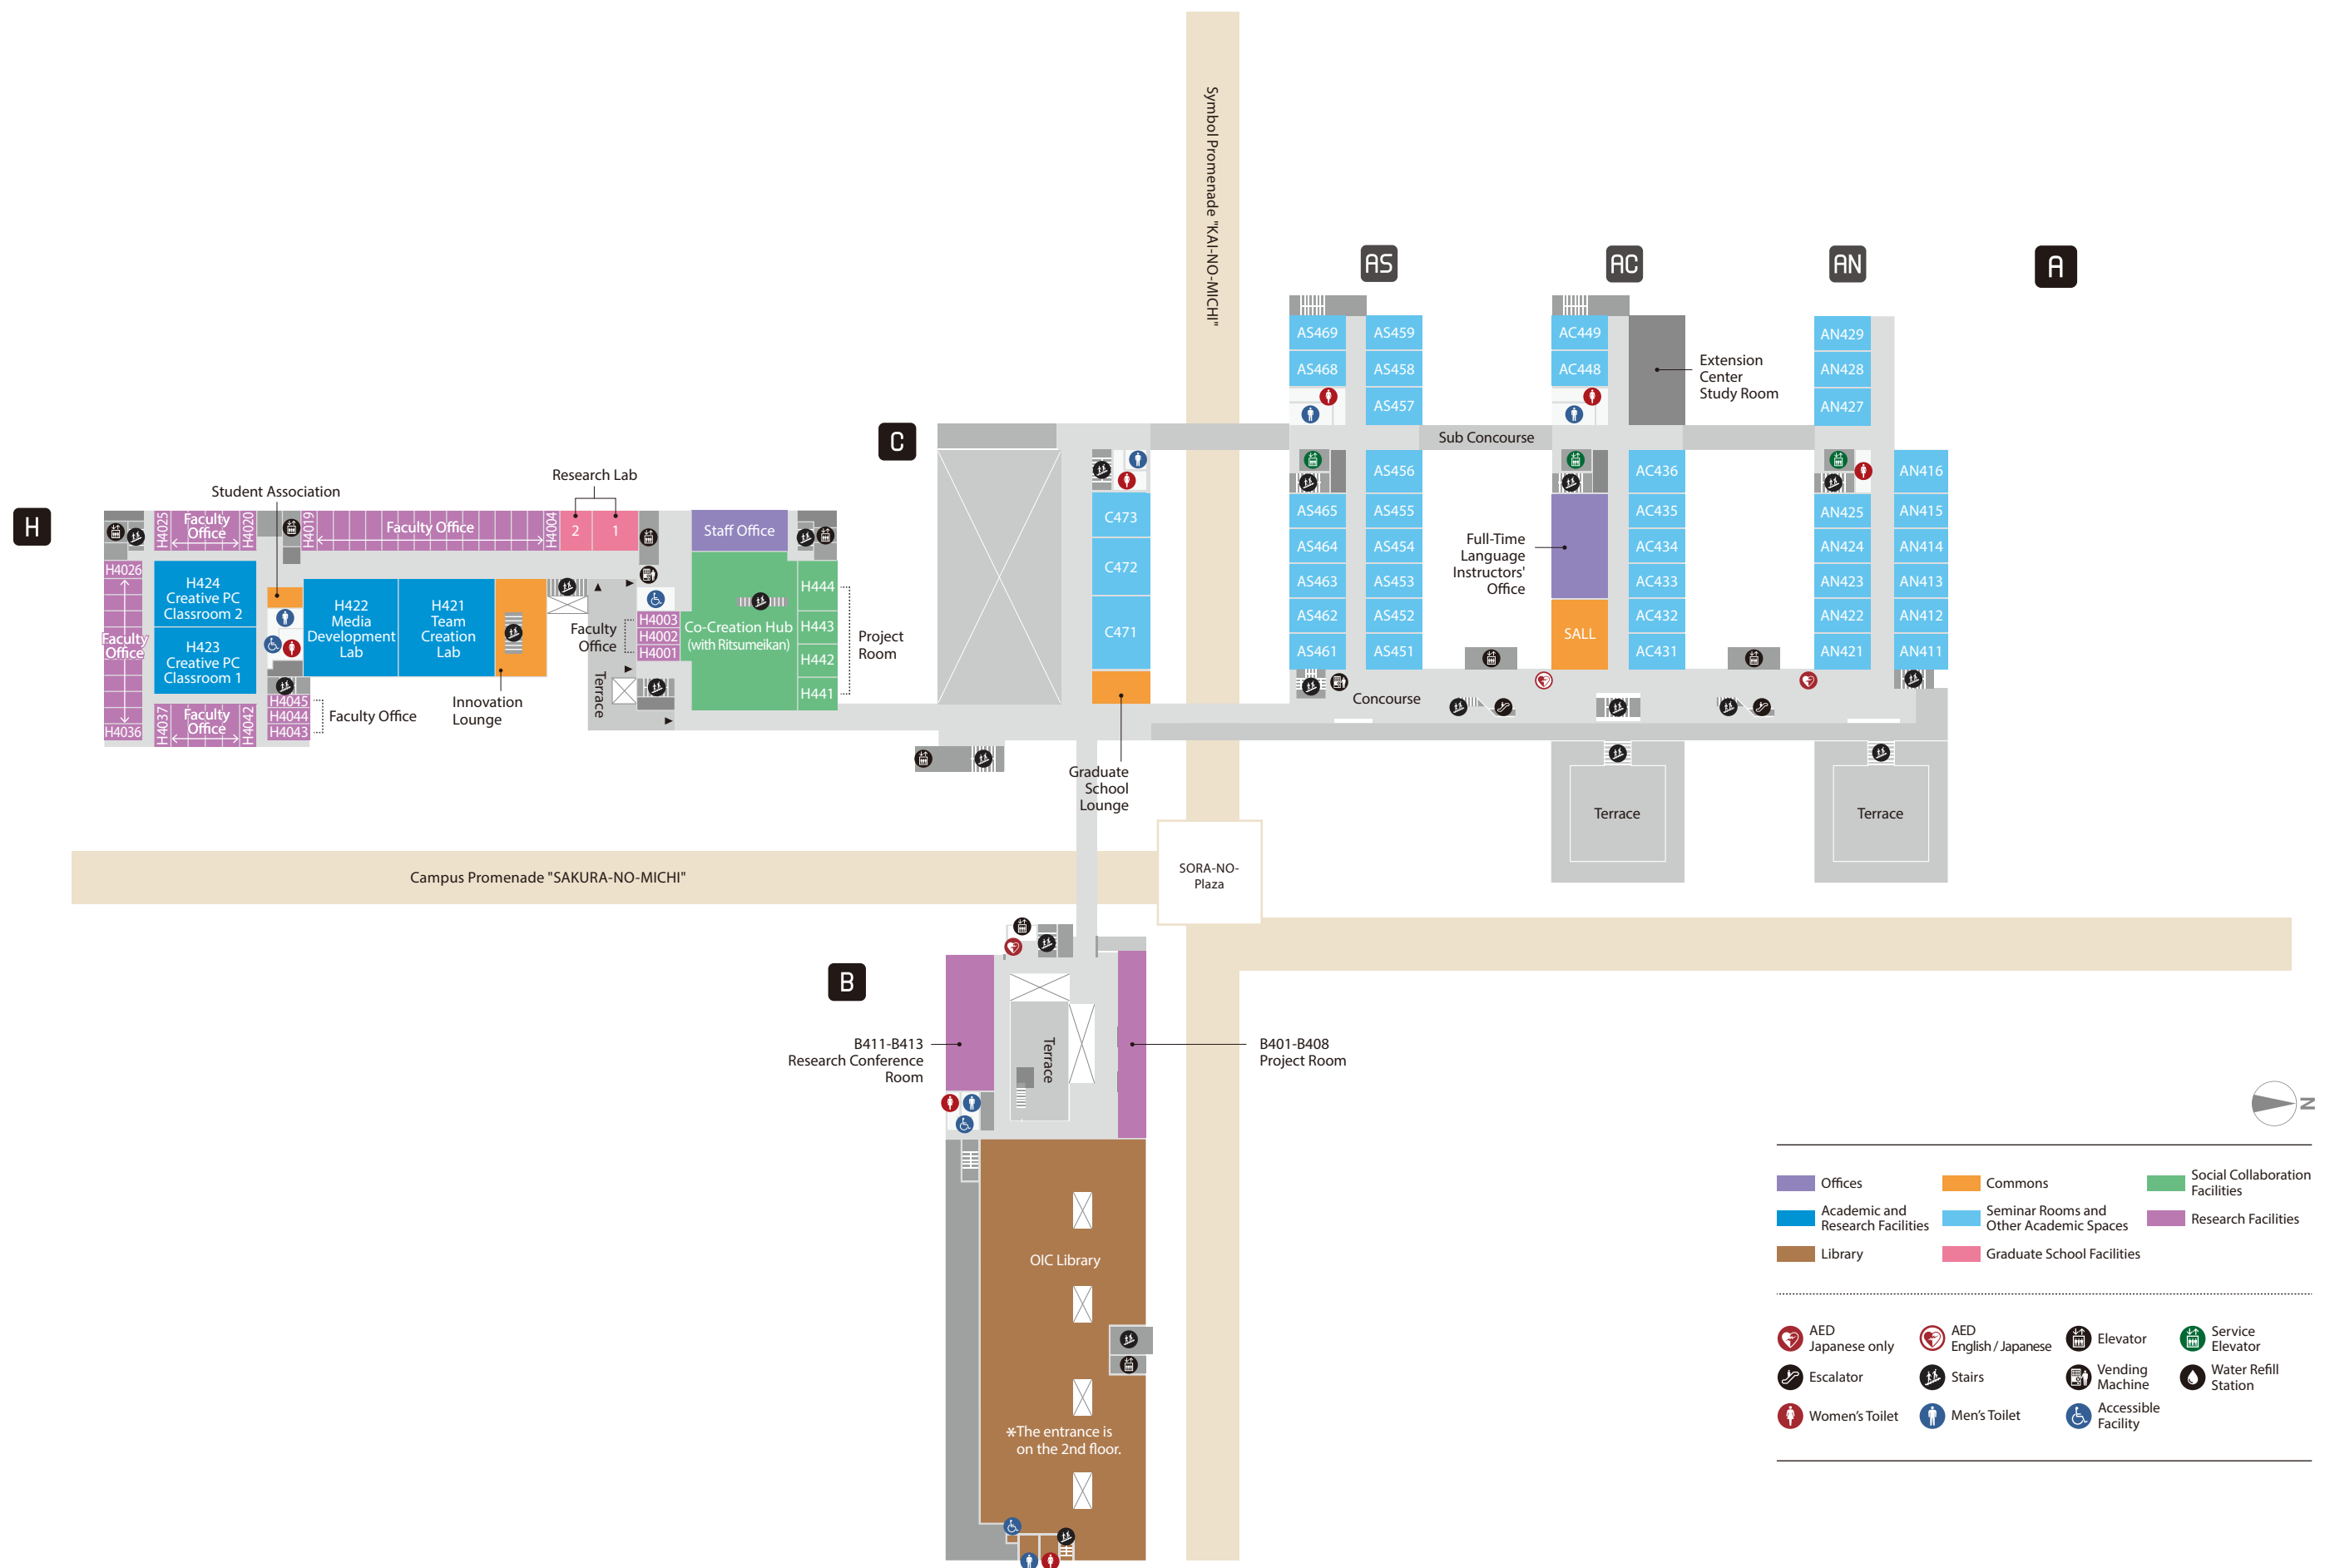 Symbol Promenade "KAI-NO-MICHI"
AS
AC
AN
A
AS469
AS459
AS468
AS458
AS457
AC449
AC448
Extension
Center
Study Room
AN429
AN428
AN427
C
Sub Concourse
H
Student Association
Research Lab
H4025
Faculty
Office
H4020
H4019
Faculty Office
H4004
2
1
Staff Office
H4026
Faculty
Office
H4036
H424
Creative PC
Classroom 2
H423
Creative PC
Classroom 1
H422
Media
Development
Lab
H421
Team
Creation
Lab
Innovation
Lounge
H4037
Faculty
Office
H4042
H4045
H4044
H4043
Faculty Office
Faculty
Office
H4003
H4002
H4001
Terrace
Co-Creation Hub
(with Ritsumeikan)
H444
H443
H442
H441
Project
Room
C473
C472
C471
Graduate
School
Lounge
AS456
AS465
AS455
AS464
AS454
AS463
AS453
AS462
AS452
AS461
AS451
Full-Time
Language
Instructors'
Office
SALL
AC436
AC435
AC434
AC433
AC432
AC431
AN416
AN425
AN415
AN424
AN414
AN423
AN413
AN422
AN412
AN421
AN411
Concourse
Terrace
Terrace
Campus Promenade "SAKURA-NO-MICHI"
SORA-NO-
Plaza
B
B411-B413
Research Conference
Room
Terrace
B401-B408
Project Room
OIC Library
*The entrance is
on the 2nd floor.
N
Offices
Commons
Social Collaboration
Facilities
Academic and
Research Facilities
Seminar Rooms and
Other Academic Spaces
Research Facilities
Library
Graduate School Facilities
AED
Japanese only
AED
English / Japanese
Elevator
Service
Elevator
Escalator
Stairs
Vending
Machine
Water Refill
Station
Women's Toilet
Men's Toilet
Accessible
Facility